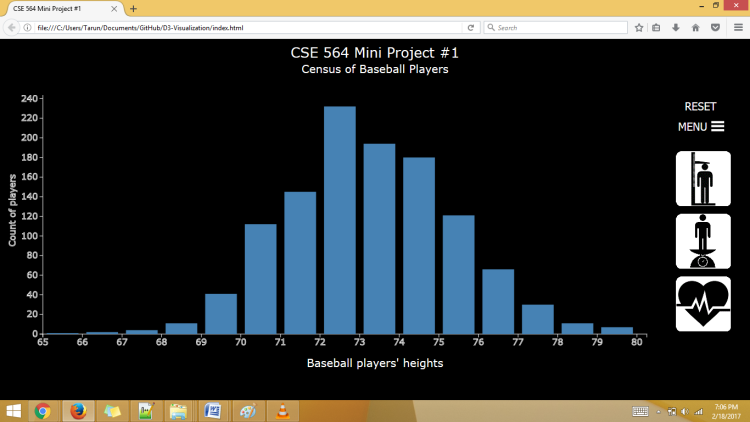 CSE 564 Mini Project #1
file:///C:/Users/Tarun/Documents/GitHub/D3-Visualization/index.html
Search
CSE 564 Mini Project #1
Census of Baseball Players
RESET
MENU
Count of players
240
220
200
180
160
140
120
100
80
60
40
20
0
65 66 67 68 69 70 71 72 73 74 75 76 77 78 79 80
Baseball players' heights
7:06 PM
2/18/2017